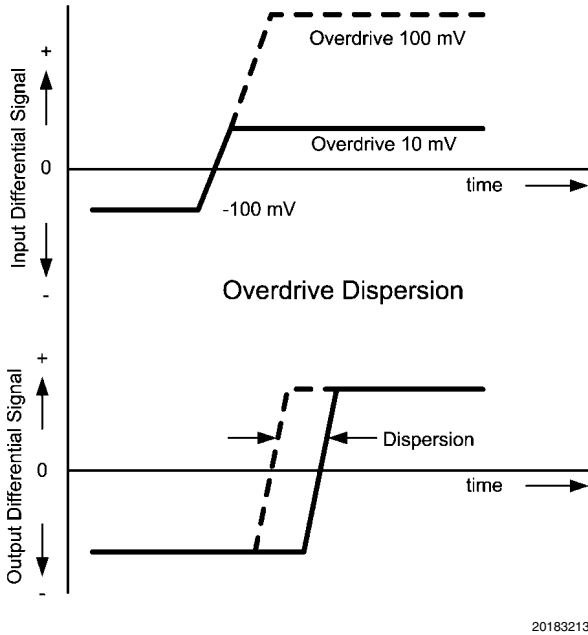 Input Differential Signal
+
0
-
Overdrive 100 mV
Overdrive 10 mV
time
-100 mV
Overdrive Dispersion
Output Differential Signal
+
0
-
Dispersion
time
20183213